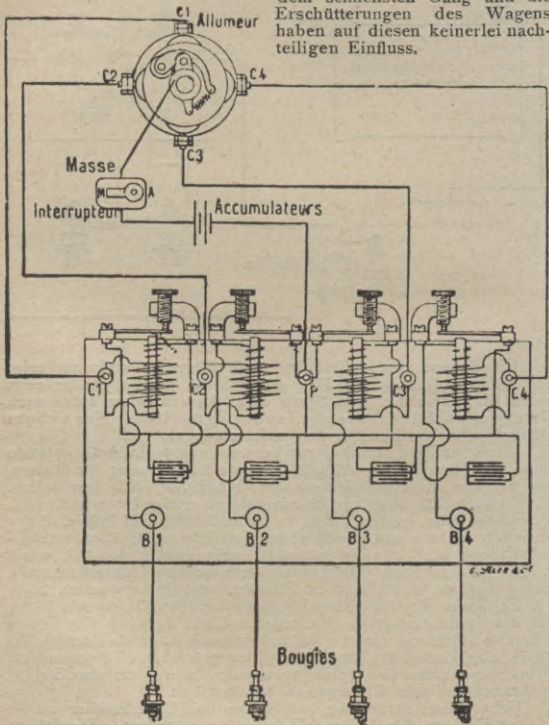 dem schnellsten Gang und die
Erschütterungen des Wagens
haben auf diesen keinerlei nach-
teiligen Einfluss.
C1 Allumeur
C2 C4
C3
Masse
M A
Interrupteur Accumulateurs
C1 C2 P C3 C4
B1 B2 B3 B4
Bougies